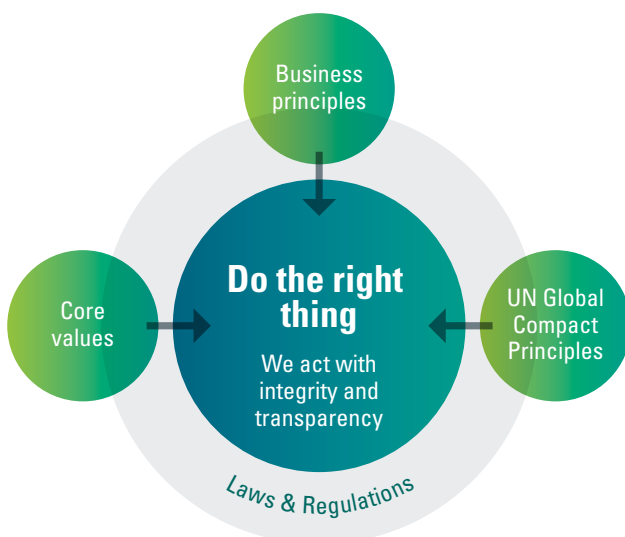 Business
principles
Do the right
thing
We act with
integrity and
transparency
Core
values
UN Global
Compact
Principles
Laws & Regulations